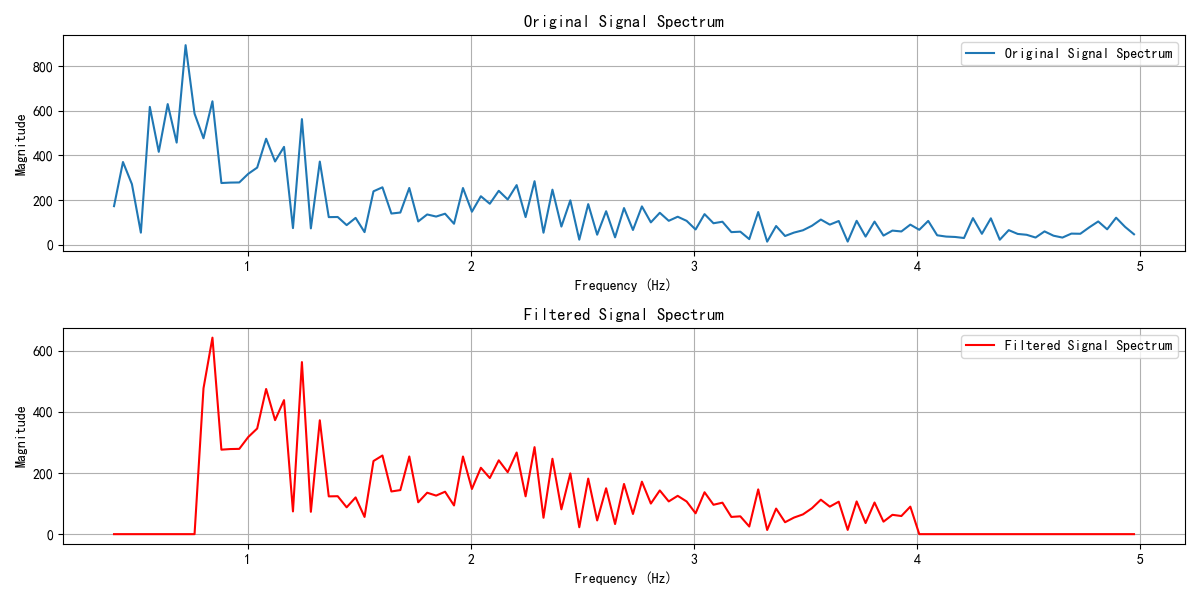 Original Signal Spectrum
Original Signal Spectrum
Magnitude
800
600
400
200
0
1
2
3
4
5
Frequency (Hz)
Filtered Signal Spectrum
Filtered Signal Spectrum
Magnitude
600
400
200
0
1
2
3
4
5
Frequency (Hz)